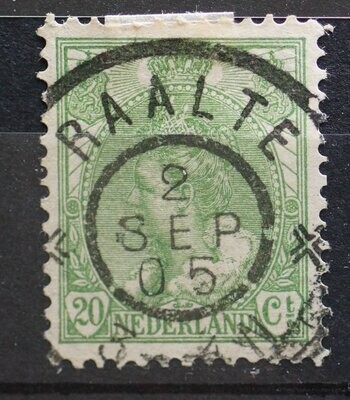 RAALTE
2
SEP
05
20 Ct
NEDERLAND